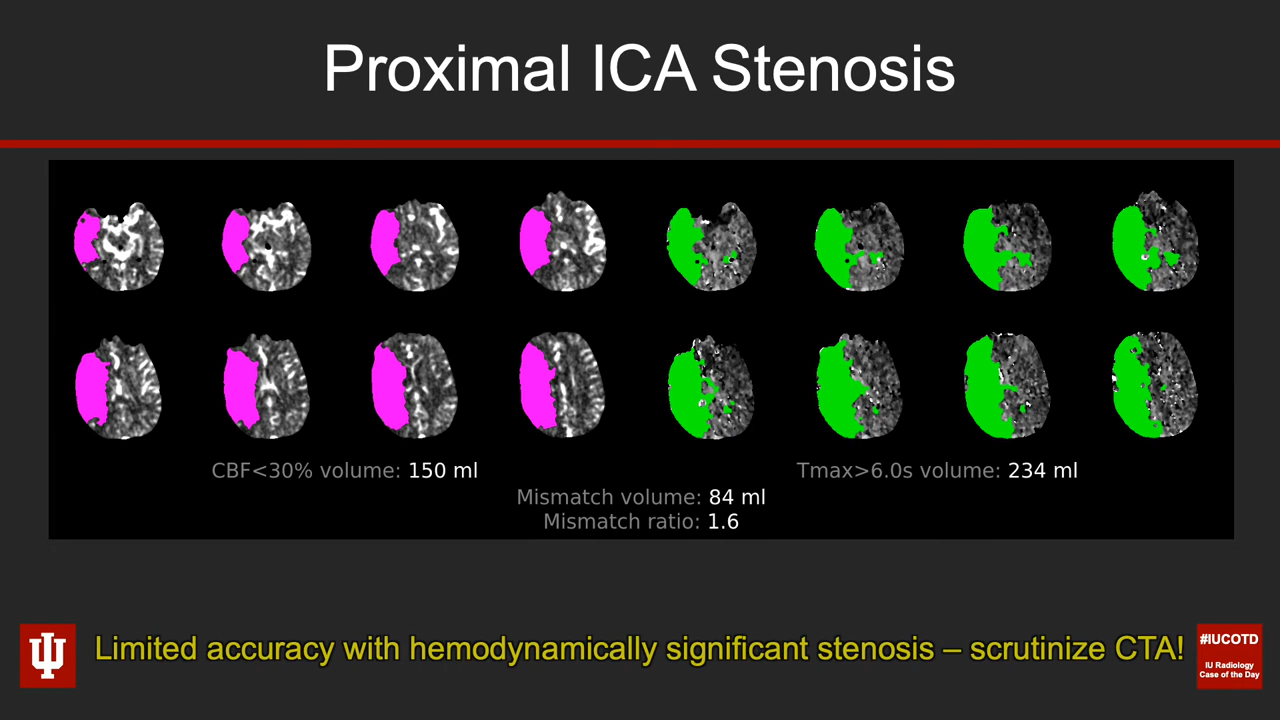 Proximal ICA Stenosis
CBF<30% volume: 150 ml
Tmax>6.0s volume: 234 ml
Mismatch volume: 84 ml
Mismatch ratio: 1.6
Limited accuracy with hemodynamically significant stenosis – scrutinize CTA!
#IUCOTD
IU Radiology
Case of the Day